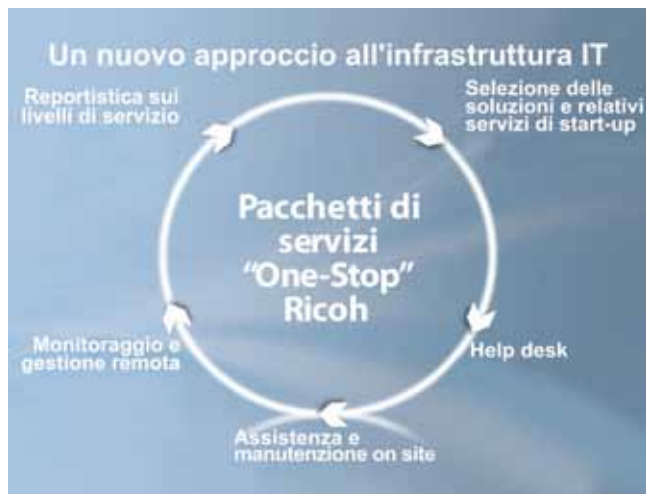 Un nuovo approccio all'infrastruttura IT
Reportistica sui
livelli di servizio
Selezione delle
soluzioni e relativi
servizi di start-up
Pacchetti di
servizi
“One-Stop”
Ricoh
Monitoraggio e
gestione remota
Help desk
Assistenza e
manutenzione on site